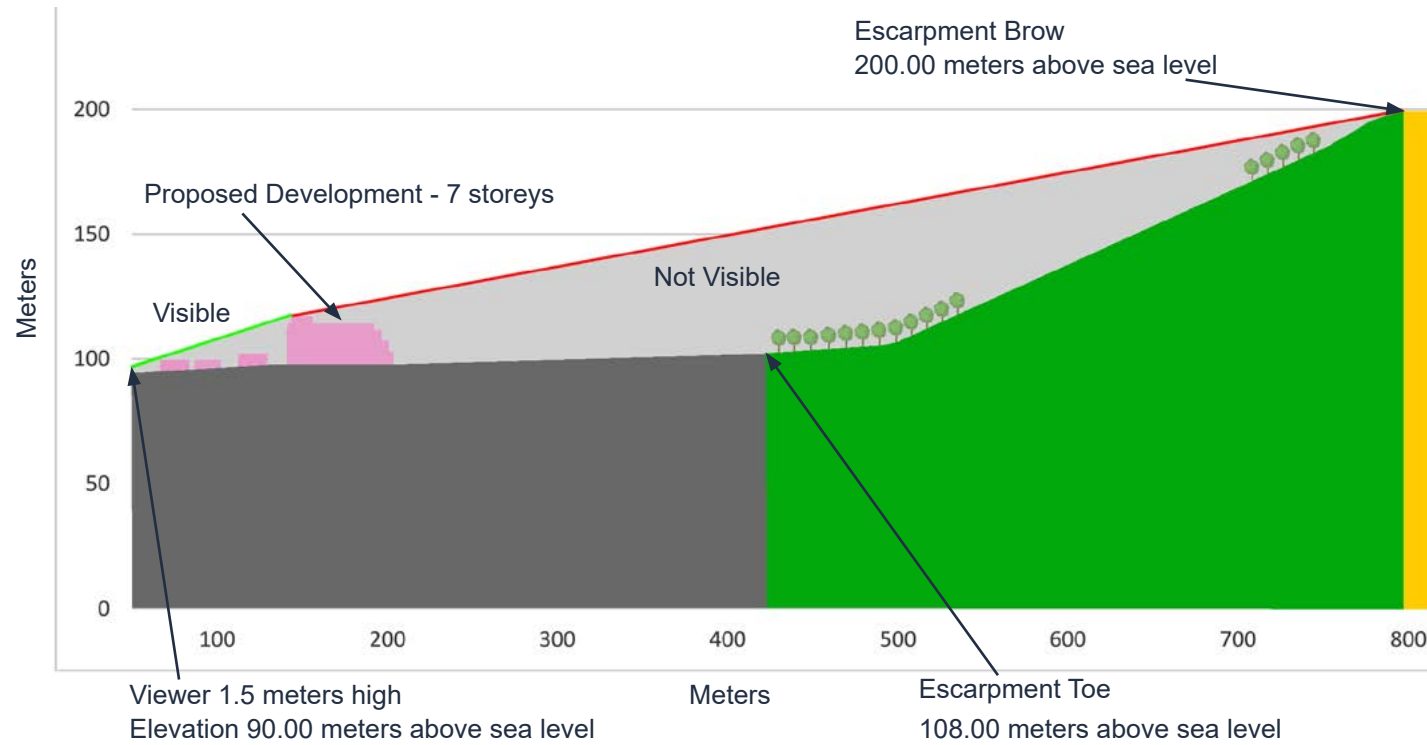 Escarpment Brow
200.00 meters above sea level
200
Proposed Development - 7 storeys
150
Not Visible
Visible
Meters
100
50
0
100 200 300 400 500 600 700 800
Viewer 1.5 meters high
Elevation 90.00 meters above sea level
Meters
Escarpment Toe
108.00 meters above sea level